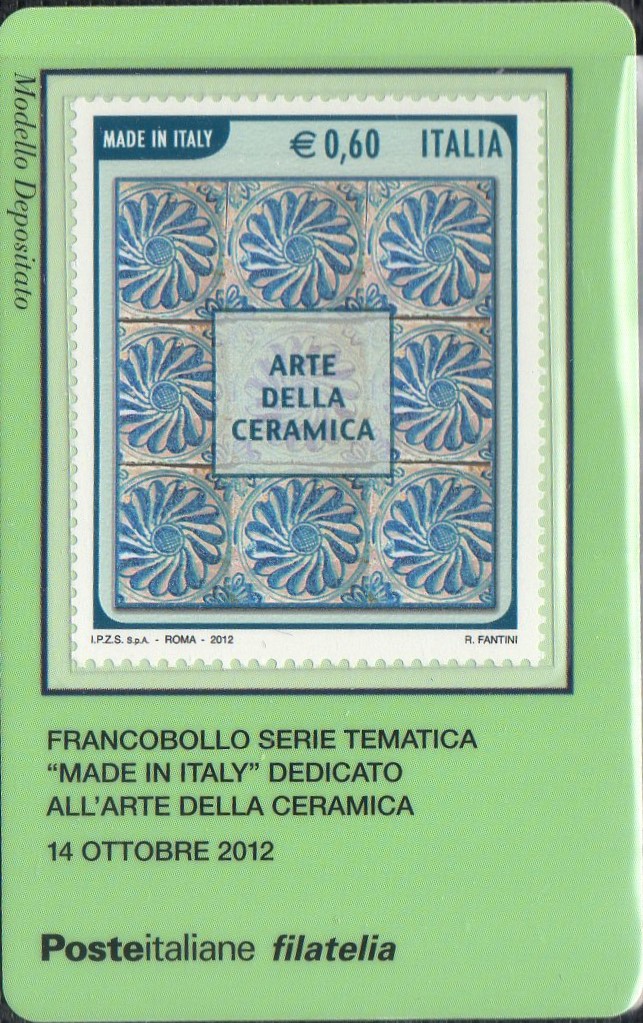 Modello Depositato
MADE IN ITALY
€ 0,60 ITALIA
ARTE
DELLA
CERAMICA
I.P.Z.S. S.p.A. - ROMA - 2012
R. FANTINI
FRANCOBOLLO SERIE TEMATICA
“MADE IN ITALY” DEDICATO
ALL’ARTE DELLA CERAMICA
14 OTTOBRE 2012
Posteitaliane filatelia